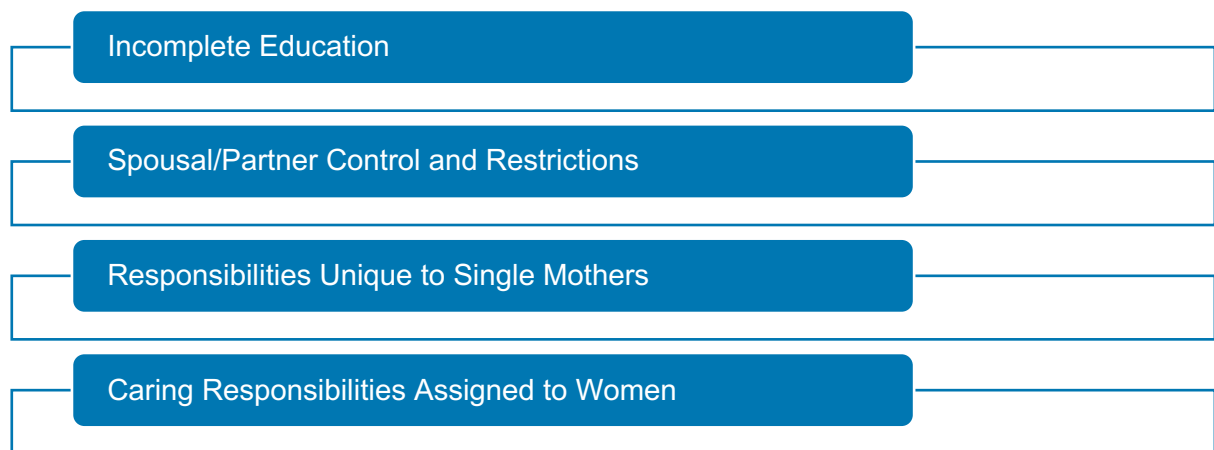 Incomplete Education
Spousal/Partner Control and Restrictions
Responsibilities Unique to Single Mothers
Caring Responsibilities Assigned to Women